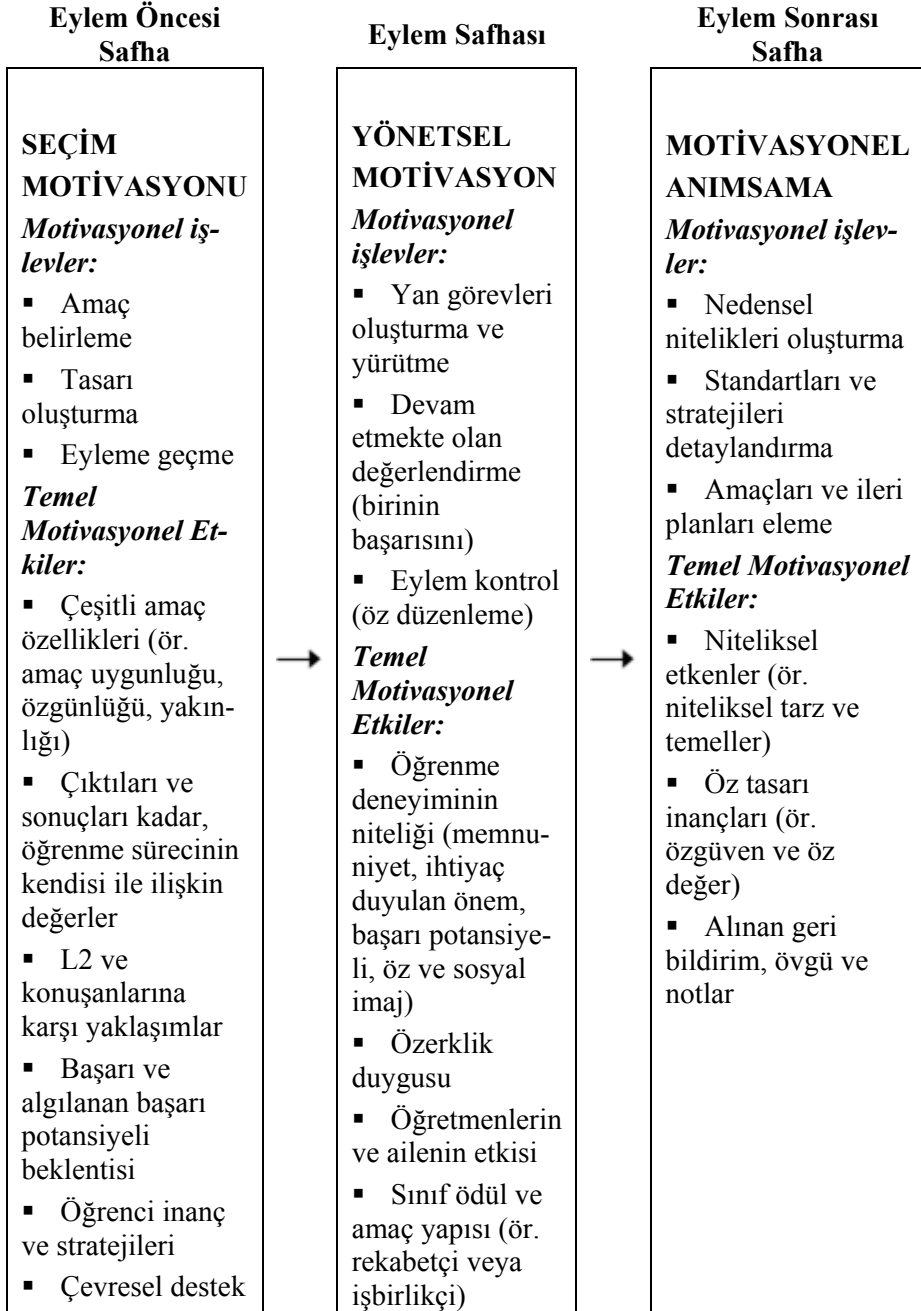 Eylem Öncesi
Safha
SEÇİM
MOTİVASYONU
Motivasyonel iş-
levler:
▪ Amaç
belirleme
▪ Tasarı
oluşturma
▪ Eyleme geçme
Temel
Motivasyonel Et-
kiler:
▪ Çeşitli amaç
özellikleri (ör.
amaç uygunluğu,
özgünlüğü, yakın-
lığı)
▪ Çıktıları ve
sonuçları kadar,
öğrenme sürecinin
kendisi ile ilişkin
değerler
▪ L2 ve
konuşanlarına
karşı yaklaşımlar
▪ Başarı ve
algılanan başarı
potansiyeli
beklentisi
▪ Öğrenci inanç
ve stratejileri
▪ Çevresel destek
→
Eylem Safhası
YÖNETSEL
MOTİVASYON
Motivasyonel
işlevler:
▪ Yan görevleri
oluşturma ve
yürütme
▪ Devam
etmekte olan
değerlendirme
(birinin
başarısını)
▪ Eylem kontrol
(öz düzenleme)
Temel
Motivasyonel
Etkiler:
▪ Öğrenme
deneyiminin
niteliği (memnu-
niyet, ihtiyaç
duyulan önem,
başarı potansiye-
li, öz ve sosyal
imaj)
▪ Özerklik
duygusu
▪ Öğretmenlerin
ve ailenin etkisi
▪ Sınıf ödül ve
amaç yapısı (ör.
rekabetçi veya
işbirlikçi)
→
Eylem Sonrası
Safha
MOTİVASYONEL
ANIMSAMA
Motivasyonel işlev-
ler:
▪ Nedensel
nitelikleri oluşturma
▪ Standartları ve
stratejileri
detaylandırma
▪ Amaçları ve ileri
planları eleme
Temel Motivasyonel
Etkiler:
▪ Niteliksel
etkenler (ör.
niteliksel tarz ve
temeller)
▪ Öz tasarı
inançları (ör.
özgüven ve öz
değer)
▪ Alınan geri
bildirim, övgü ve
notlar